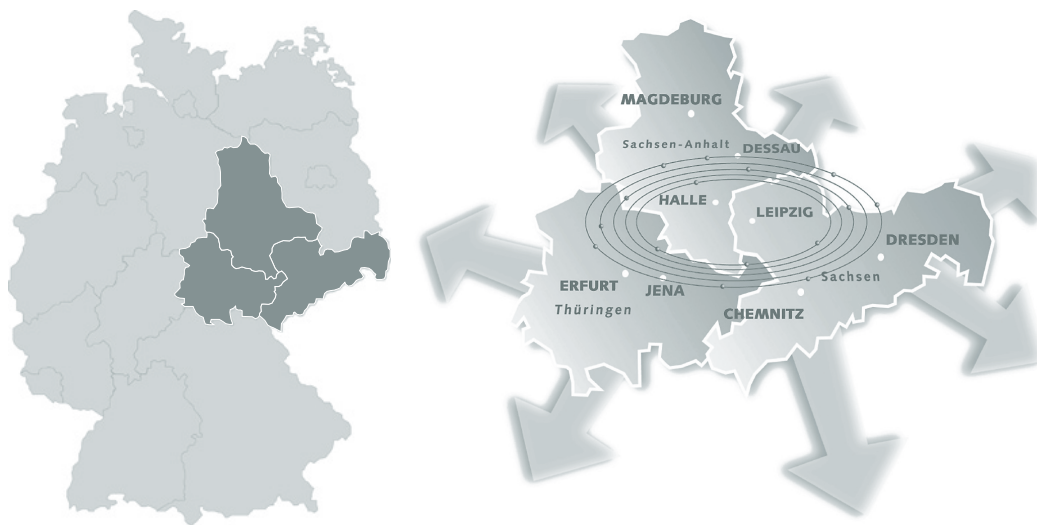 MAGDEBURG
Sachsen-Anhalt
DESSAU
HALLE
LEIPZIG
DRESDEN
Sachsen
ERFURT
JENA
Thüringen
CHEMNITZ